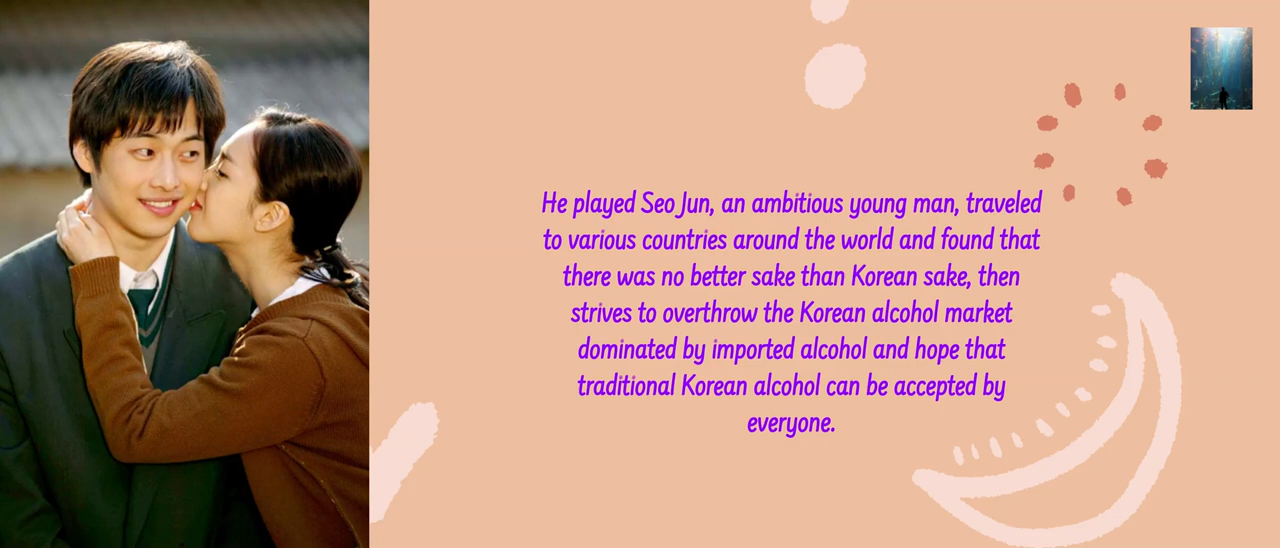 He played Seo Jun, an ambitious young man, traveled
to various countries around the world and found that
there was no better sake than Korean sake, then
strives to overthrow the Korean alcohol market
dominated by imported alcohol and hope that
traditional Korean alcohol can be accepted by
everyone.